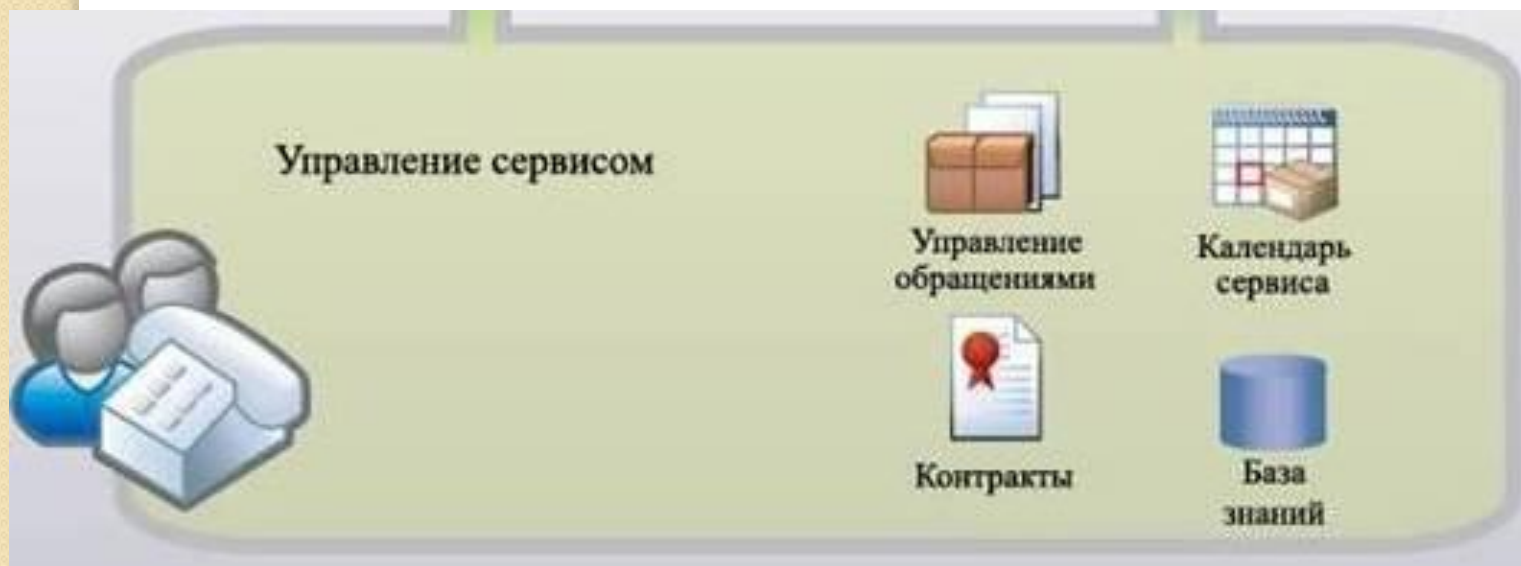 Управление сервисом
Управление
обращениями
Календарь
сервиса
Контракты
База
знаний